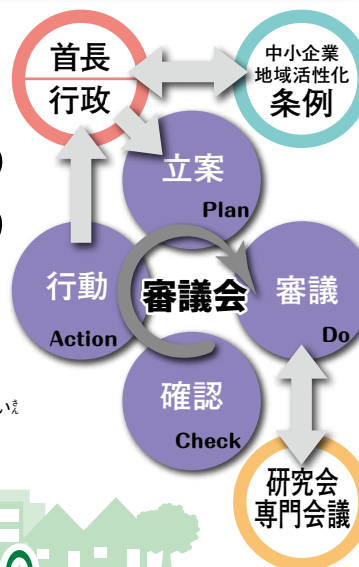 首長
行政
中小企業
地域活性化
条例
立案
Plan
行動
Action
審議会
審議
Do
確認
Check
研究会
専門会議